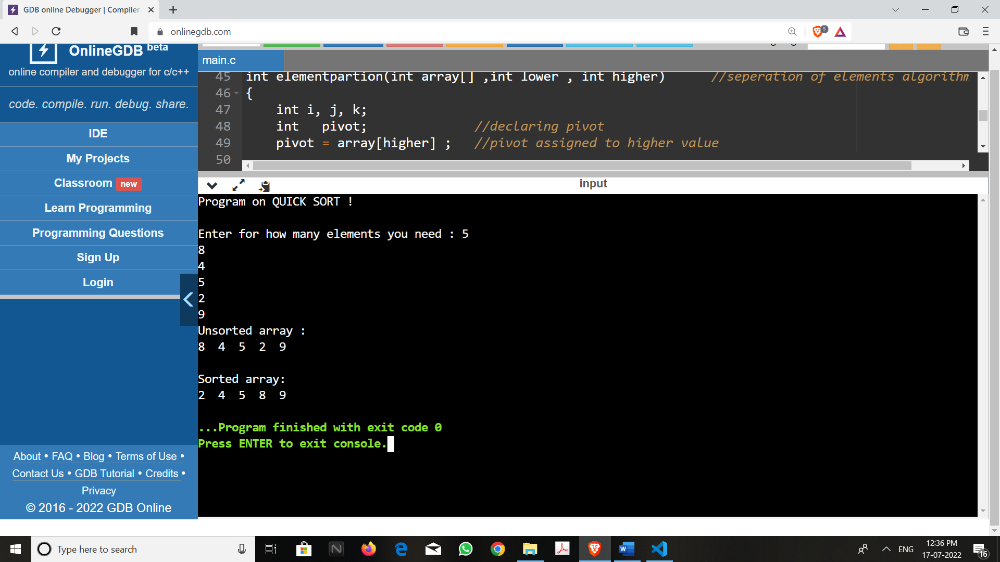 GDB online Debugger | Compiler
onlinegdb.com
5
OnlineGDB beta
online compiler and debugger for c/c++
code. compile. run. debug. share.
IDE
My Projects
Classroom new
Learn Programming
Programming Questions
Sign Up
Login
About • FAQ • Blog • Terms of Use •
Contact Us • GDB Tutorial • Credits •
Privacy
© 2016 - 2022 GDB Online
main.c
45 int elementpartion(int array[] ,int lower , int higher) //seperation of elements algorithm
46 {
47 int i, j, k;
48 int pivot; //declaring pivot
49 pivot = array[higher] ; //pivot assigned to higher value
50
input
Program on QUICK SORT !
Enter for how many elements you need : 5
8
4
5
2
9
Unsorted array :
8 4 5 2 9
Sorted array:
2 4 5 8 9
...Program finished with exit code 0
Press ENTER to exit console.
Type here to search
ENG
12:36 PM
17-07-2022
16